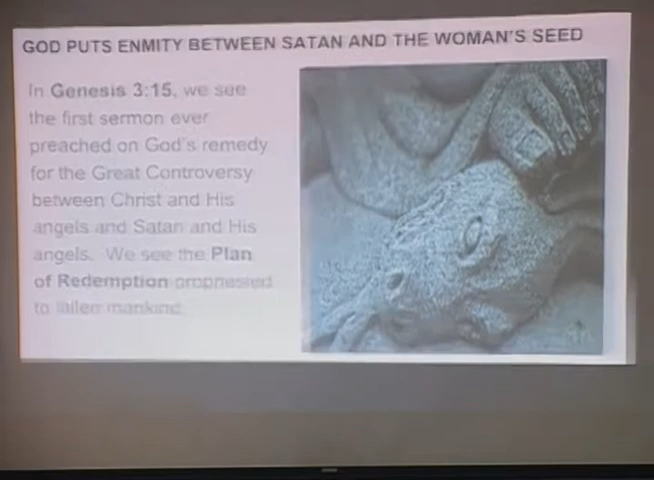 GOD PUTS ENMITY BETWEEN SATAN AND THE WOMAN'S SEED
In Genesis 3:15, we see
the first sermon ever
preached on God's remedy
for the Great Controversy
between Christ and His
angels and Satan and His
angels. We see the Plan
of Redemption prophesied
to fallen mankind.